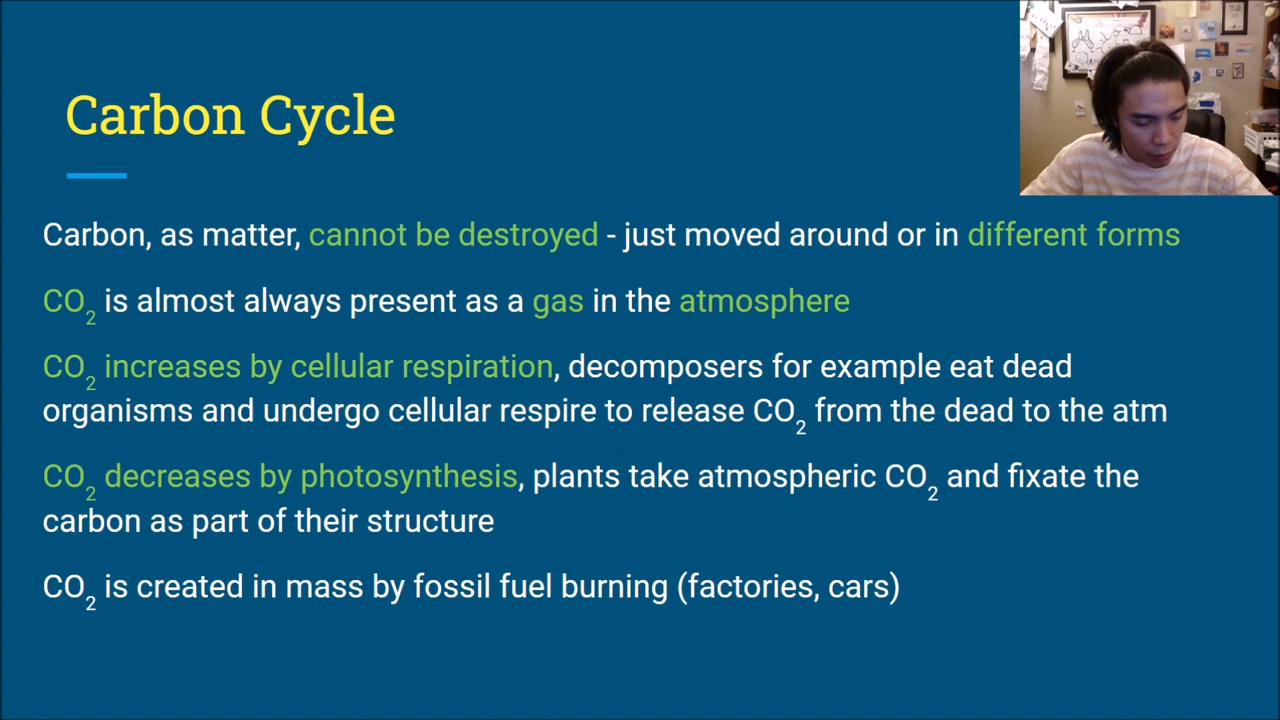 Carbon Cycle
Carbon, as matter, cannot be destroyed - just moved around or in different forms
CO₂ is almost always present as a gas in the atmosphere
CO₂ increases by cellular respiration, decomposers for example eat dead
organisms and undergo cellular respire to release CO₂ from the dead to the atm
CO₂ decreases by photosynthesis, plants take atmospheric CO₂ and fixate the
carbon as part of their structure
CO₂ is created in mass by fossil fuel burning (factories, cars)